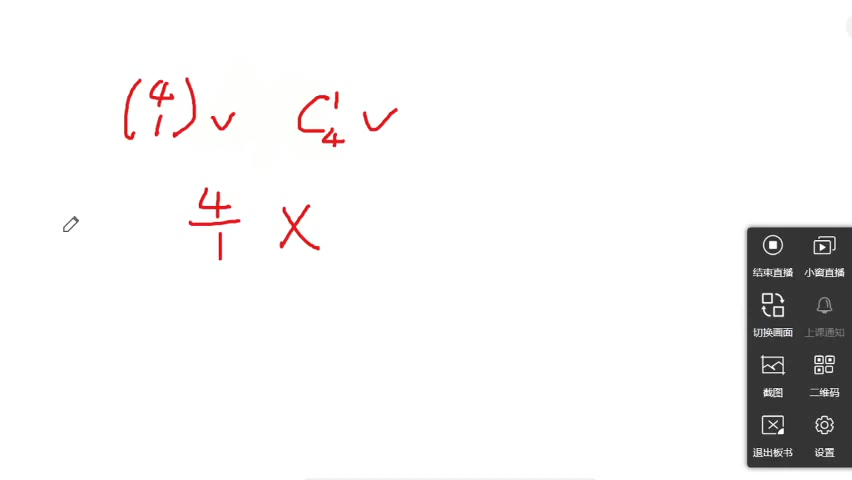 (4 1) ✓ C₄¹ ✓
4/1 ×
结束直播 小窗直播
切换画面 上课通知
截图 二维码
退出板书 设置